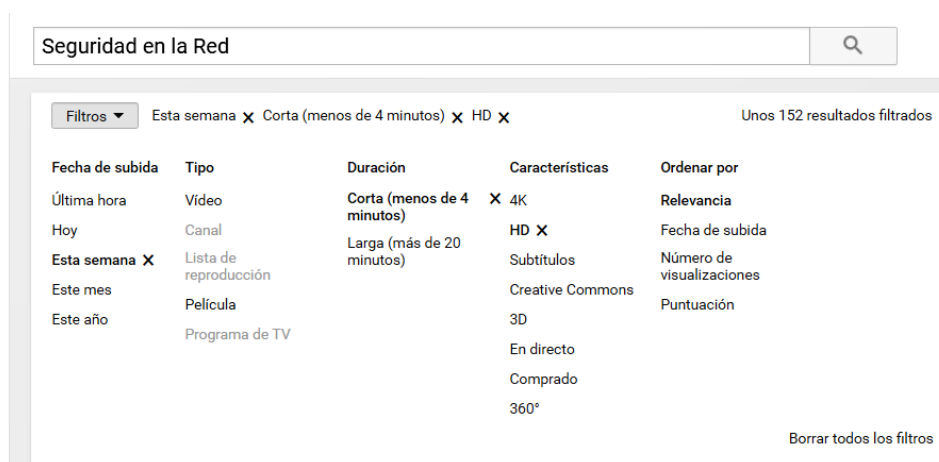 Seguridad en la Red
Filtros Esta semana x Corta (menos de 4 minutos) x HD x Unos 152 resultados filtrados
Fecha de subida
Última hora
Hoy
Esta semana x
Este mes
Este año
Tipo
Vídeo
Canal
Lista de
reproducción
Película
Programa de TV
Duración
Corta (menos de 4 x
minutos)
Larga (más de 20
minutos)
Características
4K
HD x
Subtítulos
Creative Commons
3D
En directo
Comprado
360°
Ordenar por
Relevancia
Fecha de subida
Número de
visualizaciones
Puntuación
Borrar todos los filtros